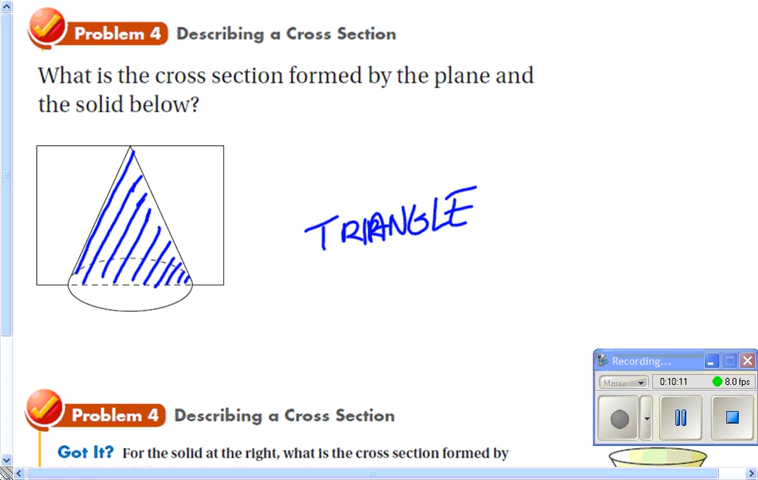 Problem 4 Describing a Cross Section
What is the cross section formed by the plane and
the solid below?
TRIANGLE
Recording...
Menu
0:10:11
8.0 fps
Problem 4 Describing a Cross Section
Got It? For the solid at the right, what is the cross section formed by